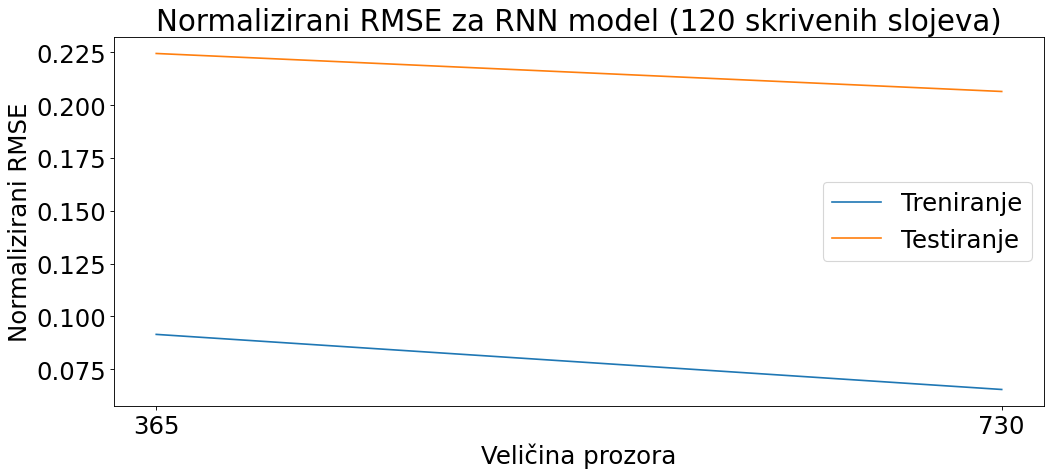 Normalizirani RMSE za RNN model (120 skrivenih slojeva)
Normalizirani RMSE
0.225
0.200
0.175
0.150
0.125
0.100
0.075
Treniranje
Testiranje
365
730
Veličina prozora